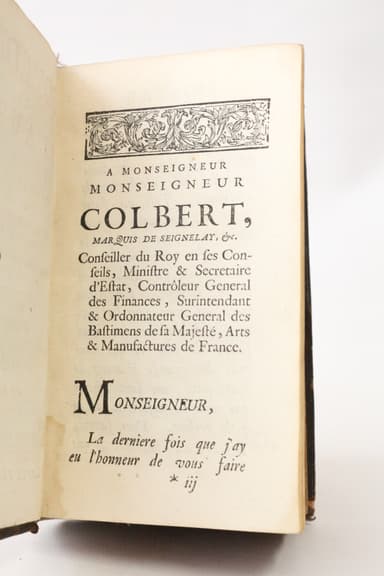 A MONSEIGNEUR
MONSEIGNEUR
COLBERT,
MARQUIS DE SEIGNELAY, &c.
Conſeiller du Roy en ſes Con-
ſeils, Miniſtre & Secretaire
d'Eſtat, Contrôleur General
des Finances, Surintendant
& Ordonnateur General des
Baſtimens de ſa Majeſté, Arts
& Manufactures de France.
MONSEIGNEUR,
La derniere fois que j'ay
eu l'honneur de vous faire
* iij